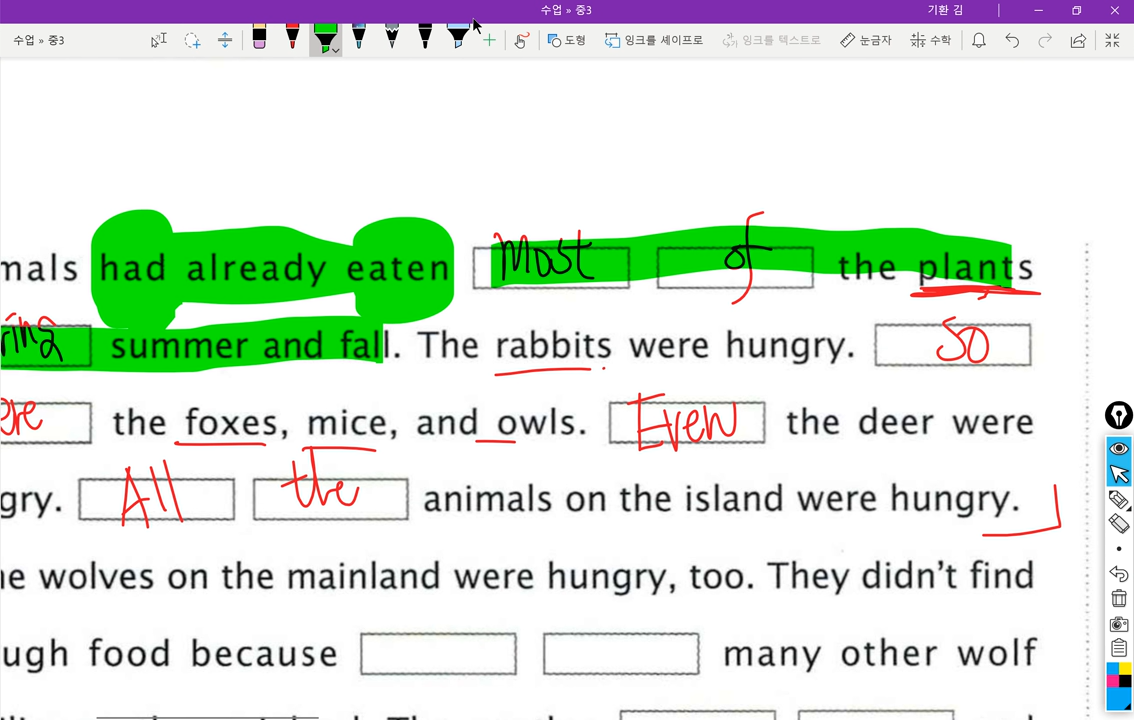 수업 » 중3
기환 김
수업 » 중3
도형 잉크를 셰이프로 잉크를 텍스트로 눈금자 수학
mals had already eaten Most of the plants
ring summer and fall. The rabbits were hungry. So
ere the foxes, mice, and owls. Even the deer were
gry. All the animals on the island were hungry.
e wolves on the mainland were hungry, too. They didn't find
ugh food because many other wolf